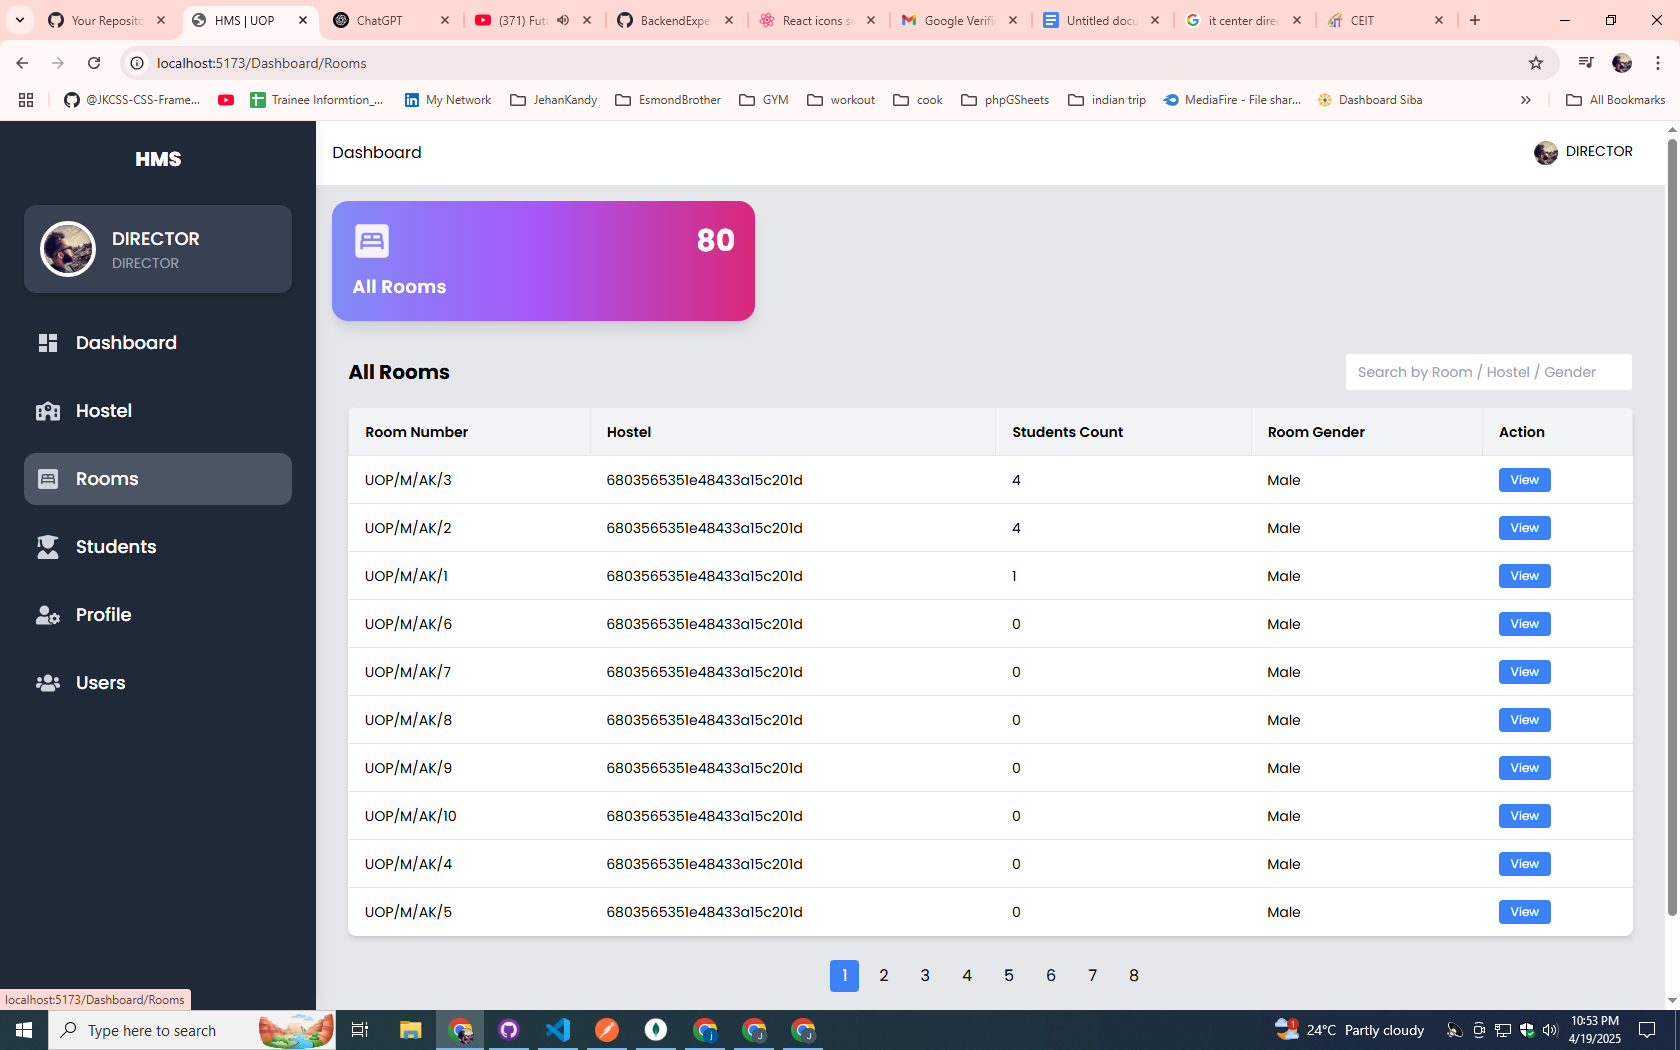 Your Reposito
HMS | UOP
ChatGPT
(371) Futu
BackendExpe
React icons se
Google Verific
Untitled docu
it center direc
CEIT
localhost:5173/Dashboard/Rooms
@JKCSS-CSS-Frame...
Trainee Informtion_...
My Network
JehanKandy
EsmondBrother
GYM
workout
cook
phpGSheets
indian trip
MediaFire - File shar...
Dashboard Siba
All Bookmarks
HMS
Dashboard
DIRECTOR
DIRECTOR
DIRECTOR
Dashboard
Hostel
Rooms
Students
Profile
Users
80
All Rooms
All Rooms
Search by Room / Hostel / Gender
Room Number Hostel Students Count Room Gender Action
UOP/M/AK/3 6803565351e48433a15c201d 4 Male View
UOP/M/AK/2 6803565351e48433a15c201d 4 Male View
UOP/M/AK/1 6803565351e48433a15c201d 1 Male View
UOP/M/AK/6 6803565351e48433a15c201d 0 Male View
UOP/M/AK/7 6803565351e48433a15c201d 0 Male View
UOP/M/AK/8 6803565351e48433a15c201d 0 Male View
UOP/M/AK/9 6803565351e48433a15c201d 0 Male View
UOP/M/AK/10 6803565351e48433a15c201d 0 Male View
UOP/M/AK/4 6803565351e48433a15c201d 0 Male View
UOP/M/AK/5 6803565351e48433a15c201d 0 Male View
1 2 3 4 5 6 7 8
localhost:5173/Dashboard/Rooms
Type here to search
1
24°C Partly cloudy
10:53 PM
4/19/2025